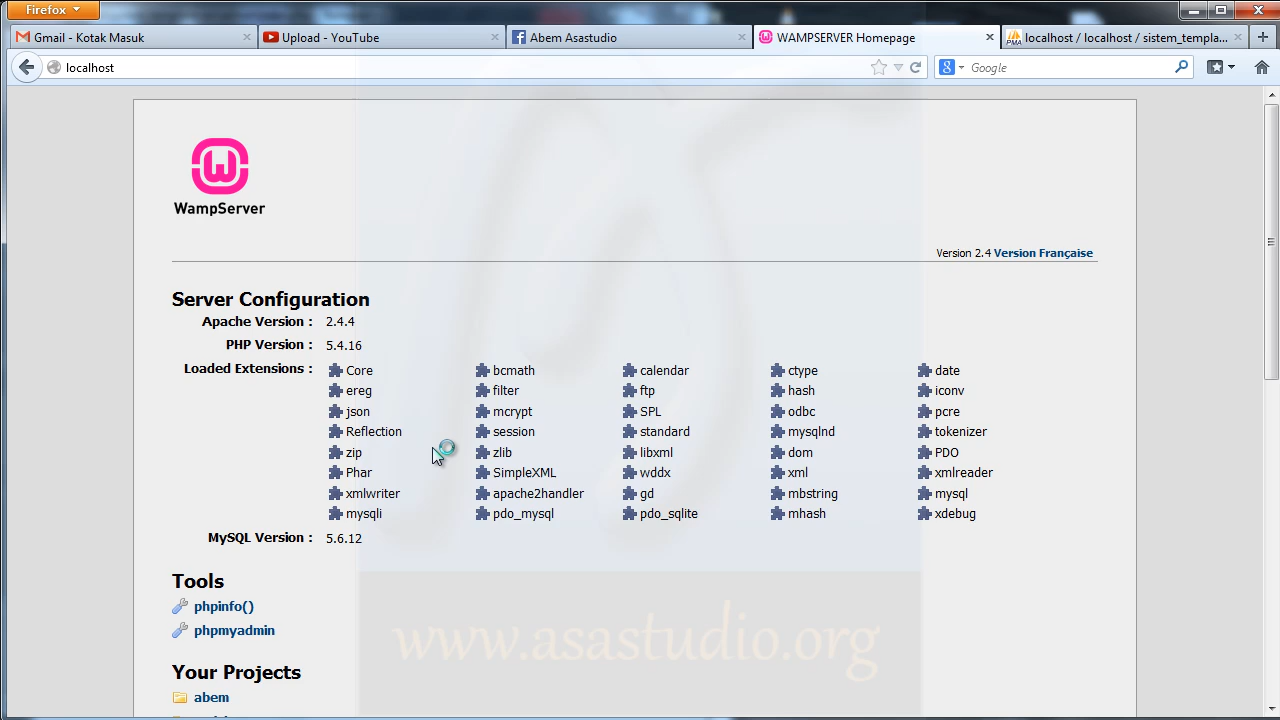 Firefox
Gmail - Kotak Masuk
Upload - YouTube
Abem Asastudio
WAMPSERVER Homepage
localhost / localhost / sistem_templa...
localhost
Google
WampServer
Version 2.4 Version Française
Server Configuration
Apache Version : 2.4.4
PHP Version : 5.4.16
Loaded Extensions : Core bcmath calendar ctype date
ereg filter ftp hash iconv
json mcrypt SPL odbc pcre
Reflection session standard mysqlnd tokenizer
zip zlib libxml dom PDO
Phar SimpleXML wddx xml xmlreader
xmlwriter apache2handler gd mbstring mysql
mysqli pdo_mysql pdo_sqlite mhash xdebug
MySQL Version : 5.6.12
Tools
phpinfo()
phpmyadmin
www.asastudio.org
Your Projects
abem